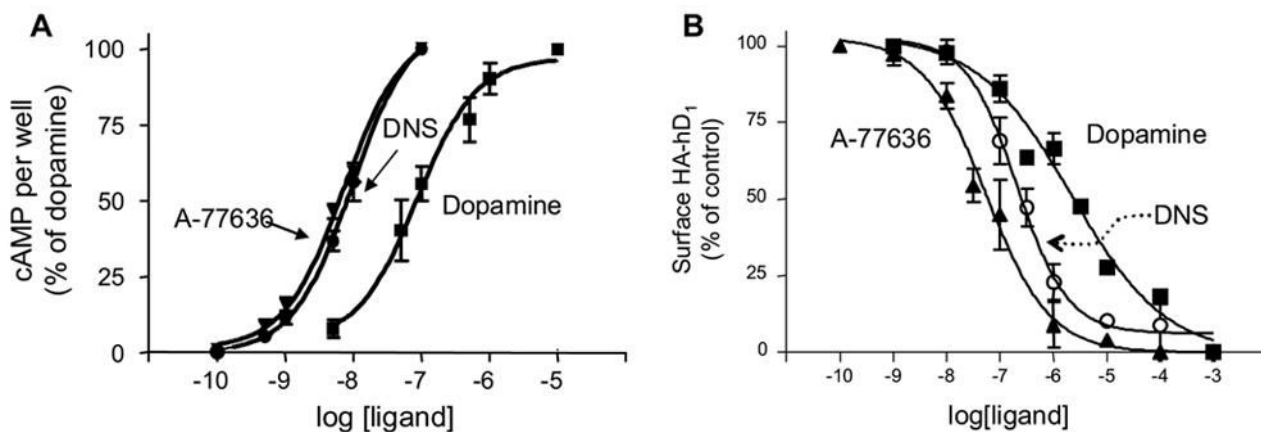 A
cAMP per well
(% of dopamine)
100
75
50
25
0
DNS
A-77636
Dopamine
-10 -9 -8 -7 -6 -5
log [ligand]
B
Surface HA-hD1
(% of control)
100
75
50
25
0
A-77636
Dopamine
DNS
-10 -9 -8 -7 -6 -5 -4 -3
log[ligand]